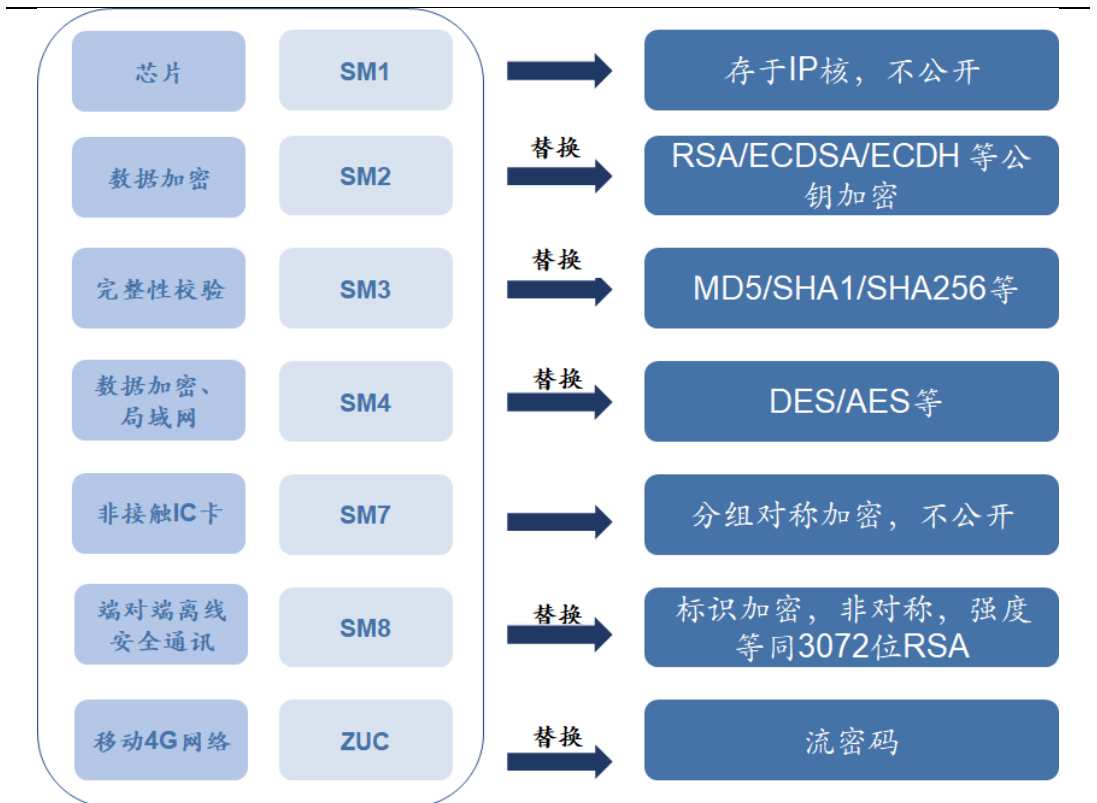 芯片
SM1
存于IP核，不公开
数据加密
SM2
替换
RSA/ECDSA/ECDH 等公
钥加密
完整性校验
SM3
替换
MD5/SHA1/SHA256等
数据加密、
局域网
SM4
替换
DES/AES等
非接触IC卡
SM7
分组对称加密，不公开
端对端离线
安全通讯
SM8
替换
标识加密，非对称，强度
等同3072位RSA
移动4G网络
ZUC
替换
流密码